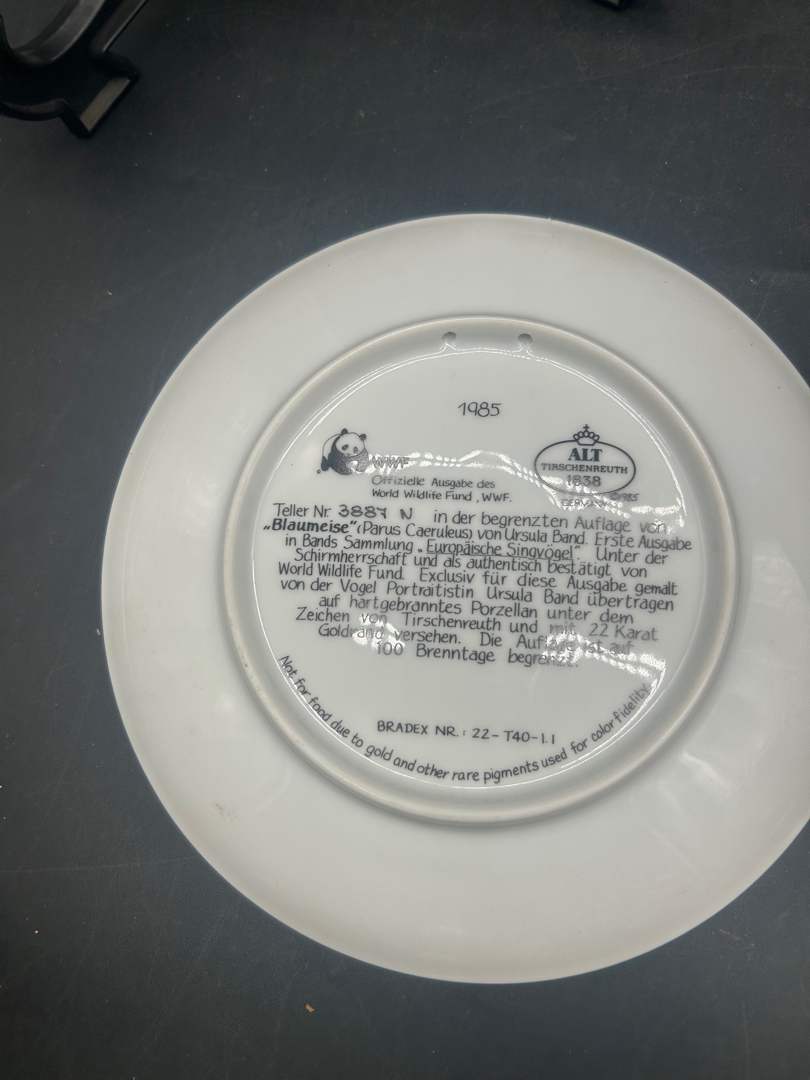 1985
WWF
ALT
TIRSCHENREUTH
1838
GERMANY
Offizielle Ausgabe des
World Wildlife Fund, WWF.
Teller Nr. 3887 N in der begrenzten Auflage von
„Blaumeise“ (Parus Caeruleus) von Ursula Band. Erste Ausgabe
in Bands Sammlung „Europäische Singvögel“. Unter der
Schirmherrschaft und als authentisch bestätigt von
World Wildlife Fund. Exclusiv für diese Ausgabe gemalt
von der Vogel Portraitistin Ursula Band übertragen
auf hartgebranntes Porzellan unter dem
Zeichen von Tirschenreuth und mit 22 Karat
Goldrand versehen. Die Auflage ist auf
100 Brenntage begrenzt.
BRADEX NR.: 22-T40-1.1
Not for food due to gold and other rare pigments used for color fidelity.